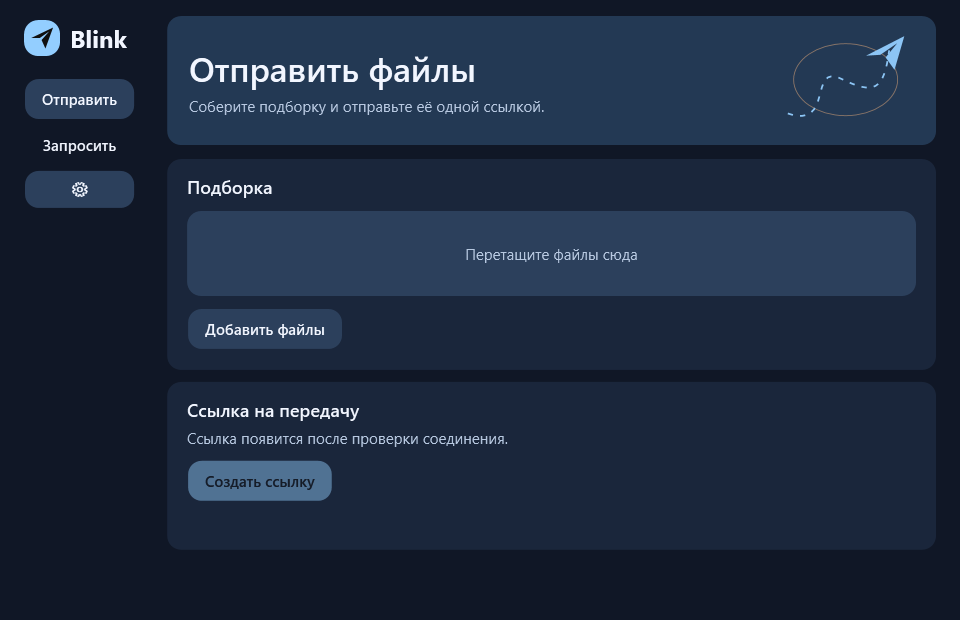 Blink
Отправить
Запросить
Отправить файлы
Соберите подборку и отправьте её одной ссылкой.
Подборка
Перетащите файлы сюда
Добавить файлы
Ссылка на передачу
Ссылка появится после проверки соединения.
Создать ссылку